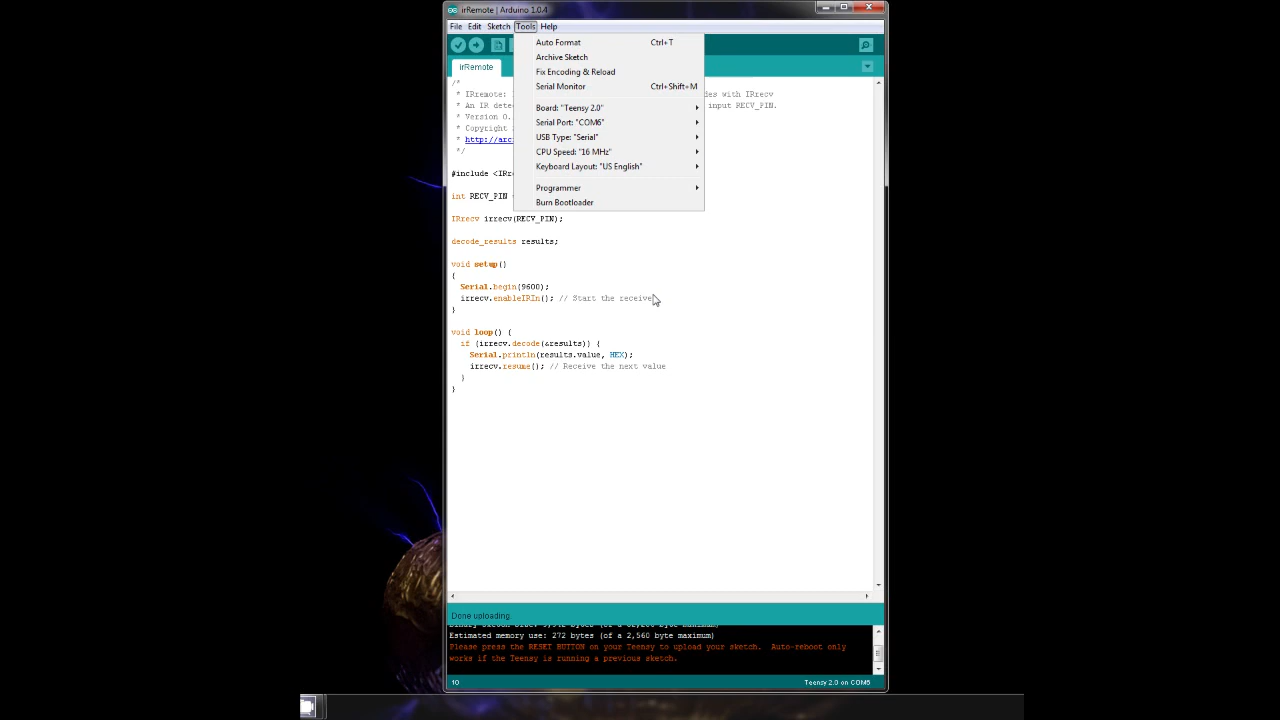 irRemote | Arduino 1.0.4
File Edit Sketch Tools Help
Auto Format Ctrl+T
Archive Sketch
Fix Encoding & Reload
Serial Monitor Ctrl+Shift+M
Board: "Teensy 2.0"
Serial Port: "COM6"
USB Type: "Serial"
CPU Speed: "16 MHz"
Keyboard Layout: "US English"
Programmer
Burn Bootloader
irRemote
/*
* IRremote: des with IRrecv
* An IR dete input RECV_PIN.
* Version 0.
* Copyright
* http://arc
*/
#include <IRre
int RECV_PIN
IRrecv irrecv(RECV_PIN);
decode_results results;
void setup()
{
Serial.begin(9600);
irrecv.enableIRIn(); // Start the receive
}
void loop() {
if (irrecv.decode(&results)) {
Serial.println(results.value, HEX);
irrecv.resume(); // Receive the next value
}
}
Done uploading.
Estimated memory use: 272 bytes (of a 2,560 byte maximum)
Please press the RESET BUTTON on your Teensy to upload your sketch. Auto-reboot only
works if the Teensy is running a previous sketch.
10 Teensy 2.0 on COM6